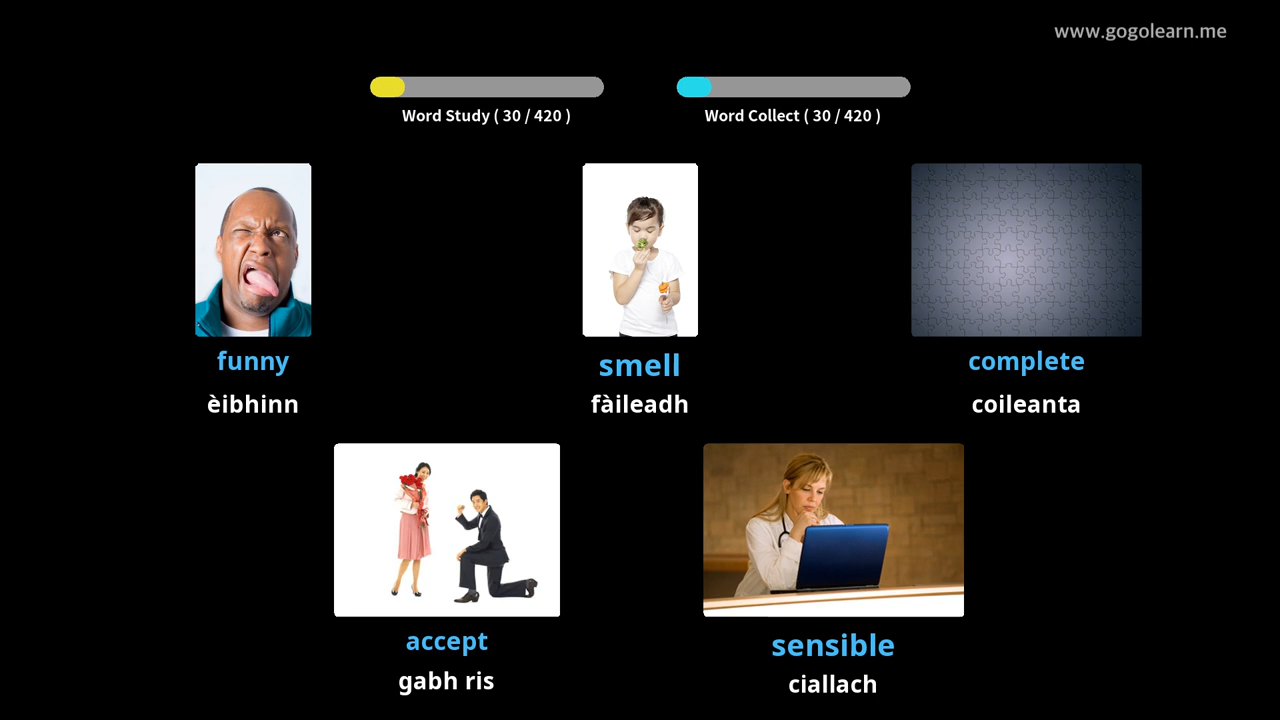 www.gogolearn.me
Word Study ( 30 / 420 )
Word Collect ( 30 / 420 )
funny
èibhinn
smell
fàileadh
complete
coileanta
accept
gabh ris
sensible
ciallach